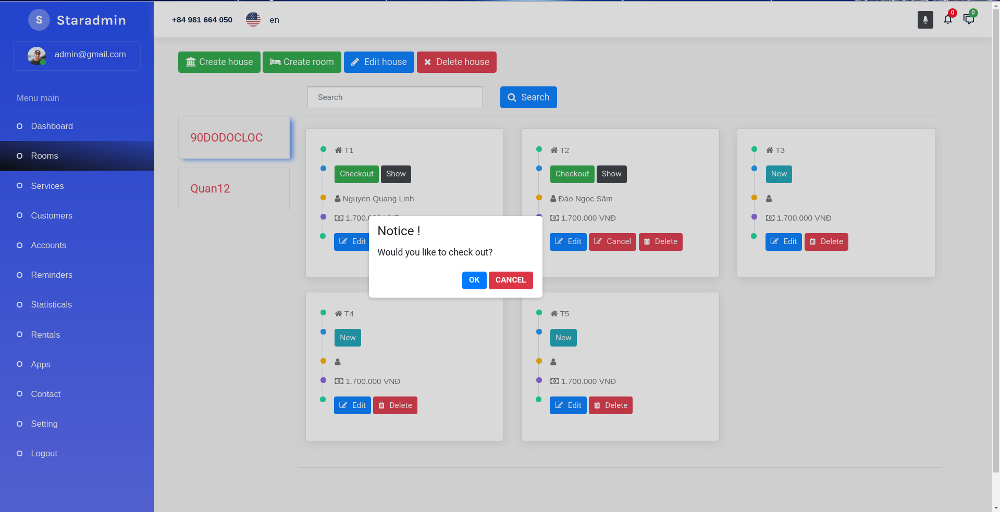 S Staradmin
+84 981 664 050 en
0 0
admin@gmail.com
Menu main
Dashboard
Rooms
Services
Customers
Accounts
Reminders
Statisticals
Rentals
Apps
Contact
Setting
Logout
Create house Create room Edit house Delete house
Search Search
90DODOCLOC
Quan12
T1
Checkout Show
Nguyen Quang Linh
1.700.000 VNĐ
Edit
T2
Checkout Show
Đào Ngọc Sâm
1.700.000 VNĐ
Edit Cancel Delete
T3
New
1.700.000 VNĐ
Edit Delete
Notice !
Would you like to check out?
OK CANCEL
T4
New
1.700.000 VNĐ
Edit Delete
T5
New
1.700.000 VNĐ
Edit Delete